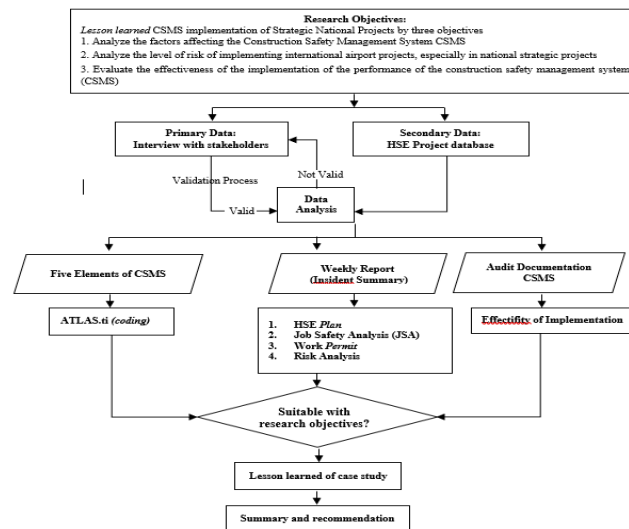 Research Objectives:
Lesson learned CSMS implementation of Strategic National Projects by three objectives
1. Analyze the factors affecting the Construction Safety Management System CSMS
2. Analyze the level of risk of implementing international airport projects, especially in national strategic projects
3. Evaluate the effectiveness of the implementation of the performance of the construction safety management system
(CSMS)
Primary Data:
Interview with stakeholders
Secondary Data:
HSE Project database
Not Valid
Validation Process
Valid
Data
Analysis
Five Elements of CSMS
Weekly Report
(Insident Summary)
Audit Documentation
CSMS
ATLAS.ti (coding)
1. HSE Plan
2. Job Safety Analysis (JSA)
3. Work Permit
4. Risk Analysis
Effectifity of Implementation
Suitable with
research objectives?
Lesson learned of case study
Summary and recommendation